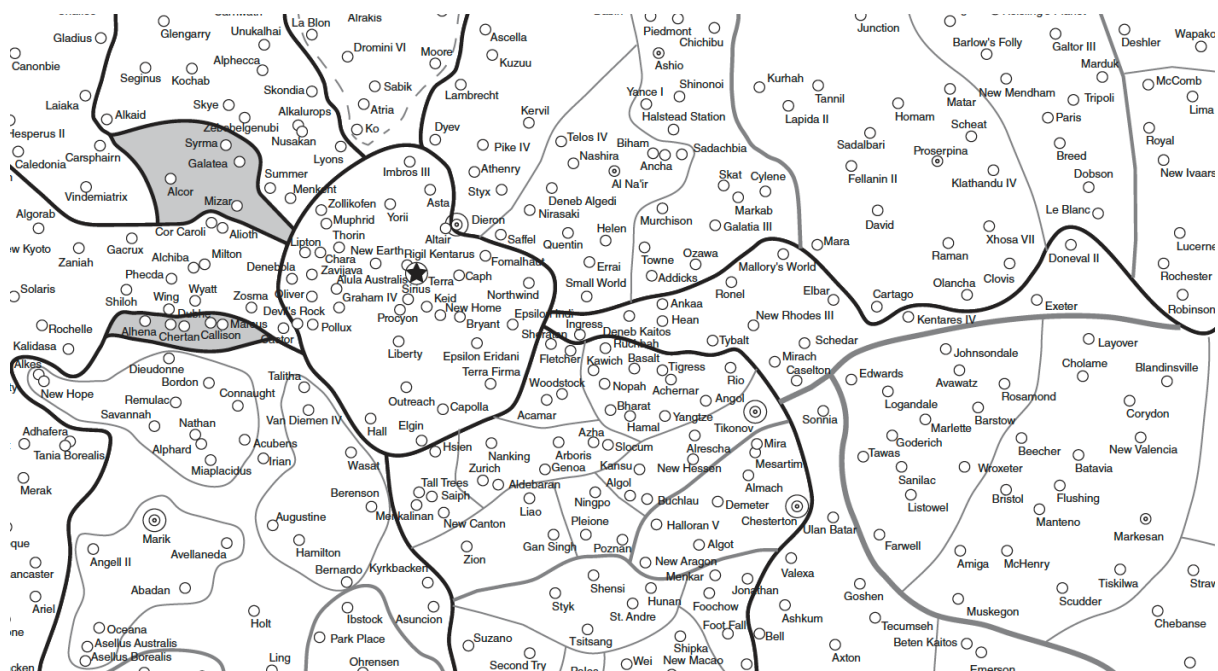 La Blon
Alrakis
Piedmont
Junction
Glengarry
Unukalhai
Gladius
Dromini VI
Moore
Ascella
Kuzuu
Chichibu
Ashio
Barlow's Folly
Galtor III
Deshler
Wapako
Canonbie
Seginus
Kochab
Alphecca
Skondia
Sabik
Lambrecht
Yance I
Shinonoi
Kurhah
Tannil
New Mendham
Marduk
McComb
Laiaka
Alkaid
Skye
Alkalurops
Atria
Kervil
Halstead Station
Lapida II
Homam
Matar
Tripoli
Lima
Hesperus II
Carsphairn
Zebebelgenubi
Nusakan
Ko
Dyev
Pike IV
Telos IV
Biham
Sadachbia
Sadalbari
Scheat
Paris
Royal
Caledonia
Syrma
Galatea
Lyons
Imbros III
Athenry
Nashira
Ancha
Proserpina
Breed
New Ivaars
Vindemiatrix
Alcor
Summer
Menkent
Styx
Al Na'ir
Skat
Cylene
Fellanin II
Klathandu IV
Dobson
Algorab
Mizar
Zollikofen
Yorii
Asta
Deneb Algedi
Markab
Le Blanc
Cor Caroli
Alioth
Muphrid
Dieron
Nirasaki
Murchison
Galatia III
David
Thorin
Altair
Saffel
Helen
Mara
Xhosa VII
Lucerne
w Kyoto
Gacrux
Lipton
New Earth
Rigil Kentarus
Quentin
Towne
Ozawa
Raman
Doneval II
Zaniah
Alchiba
Milton
Chara
Fomalhaut
Errai
Mallory's World
Clovis
Rochester
Phecda
Denebola
Zavijava
Alula Australis
Terra
Caph
Addicks
Solaris
Wyatt
Sirius
Northwind
Small World
Ronel
Elbar
Olancha
Shiloh
Wing
Zosma
Oliver
Graham IV
Keid
New Home
Ankaa
Cartago
Exeter
Robinson
Rochelle
Dubhe
Devil's Rock
Procyon
Epsilon Indi
Ingress
Deneb Kaitos
Hean
New Rhodes III
Kentares IV
Alhena
Chertan
Callison
Marcus
Castor
Pollux
Bryant
Sheratan
Ruchbah
Tybalt
Schedar
Layover
Kalidasa
Liberty
Epsilon Eridani
Fletcher
Kawich
Basalt
Tigress
Mirach
Johnsondale
Alkes
Dieudonne
Talitha
Terra Firma
Rio
Caselton
Cholame
Blandinsville
New Hope
Bordon
Woodstock
Nopah
Achernar
Edwards
Avawatz
Rosamond
Remulac
Connaught
Outreach
Bharat
Angol
Logandale
Savannah
Van Diemen IV
Capolla
Acamar
Hamal
Yangtze
Sonnia
Barstow
Corydon
Nathan
Hall
Elgin
Tikonov
Marlette
Adhafera
Azha
Mira
Goderich
Beecher
New Valencia
Tania Borealis
Alphard
Acubens
Hsien
Nanking
Arboris
Slocum
Alrescha
Miaplacidus
Irian
Wasat
Zurich
Genoa
Kansu
New Hessen
Mesartim
Tawas
Wroxeter
Batavia
Merak
Berenson
Tall Trees
Aldebaran
Algol
Almach
Sanilac
Saiph
Ningpo
Buchlau
Demeter
Bristol
Flushing
Menkalinan
Liao
Chesterton
Listowel
Augustine
New Canton
Pleione
Halloran V
Ulan Batar
Manteno
Marik
Gan Singh
Poznan
Algot
Farwell
Markesan
Avellaneda
Hamilton
Zion
Angell II
New Aragon
Valexa
Amiga
McHenry
ancaster
Bernardo
Kyrkbacken
Menkar
Jonathan
Tiskilwa
Straw
Abadan
Shensi
Hunan
Goshen
Scudder
Ariel
Styk
Foochow
Muskegon
Holt
Ibstock
Asuncion
St. Andre
Ashkum
Tecumseh
Chebanse
Oceana
Tsitsang
Foot Fall
Asellus Australis
Park Place
Suzano
Shipka
Bell
Beten Kaitos
Asellus Borealis
Ling
Ohrensen
Second Try
Wei
New Macao
Axton
Emerson